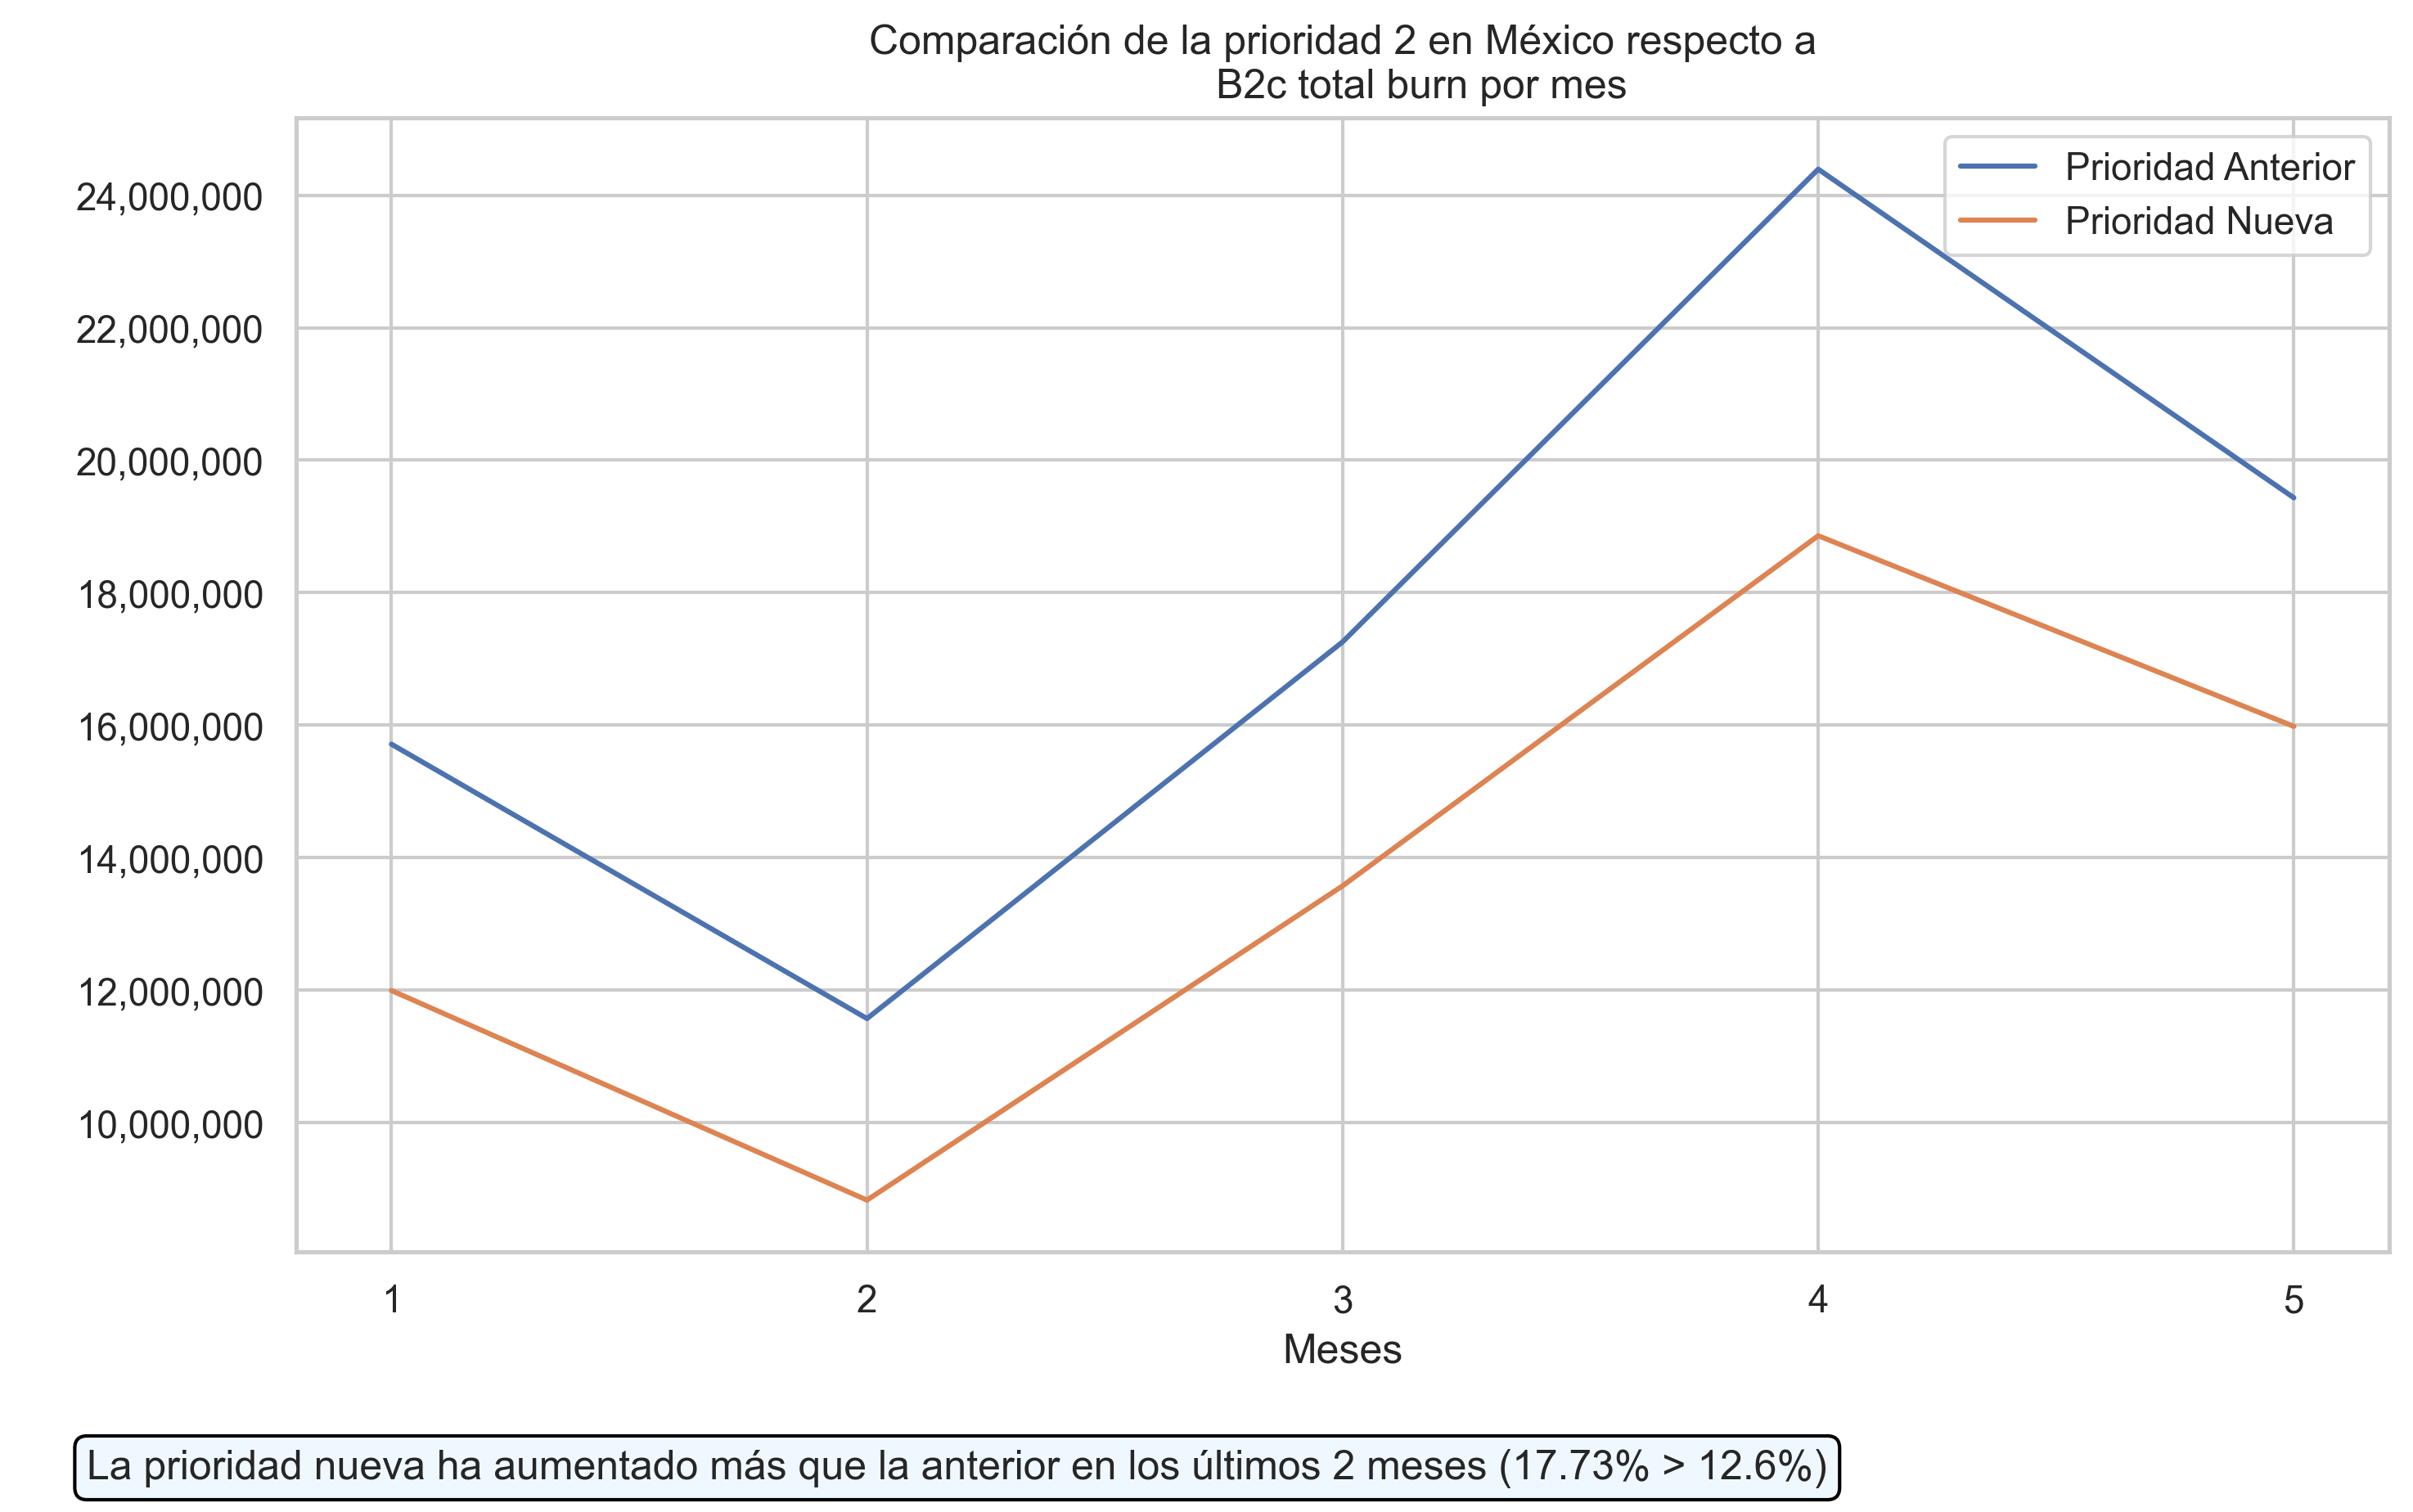 Comparación de la prioridad 2 en México respecto a
B2c total burn por mes
Prioridad Anterior
Prioridad Nueva
24,000,000
22,000,000
20,000,000
18,000,000
16,000,000
14,000,000
12,000,000
10,000,000
1 2 3 4 5
Meses
La prioridad nueva ha aumentado más que la anterior en los últimos 2 meses (17.73% > 12.6%)